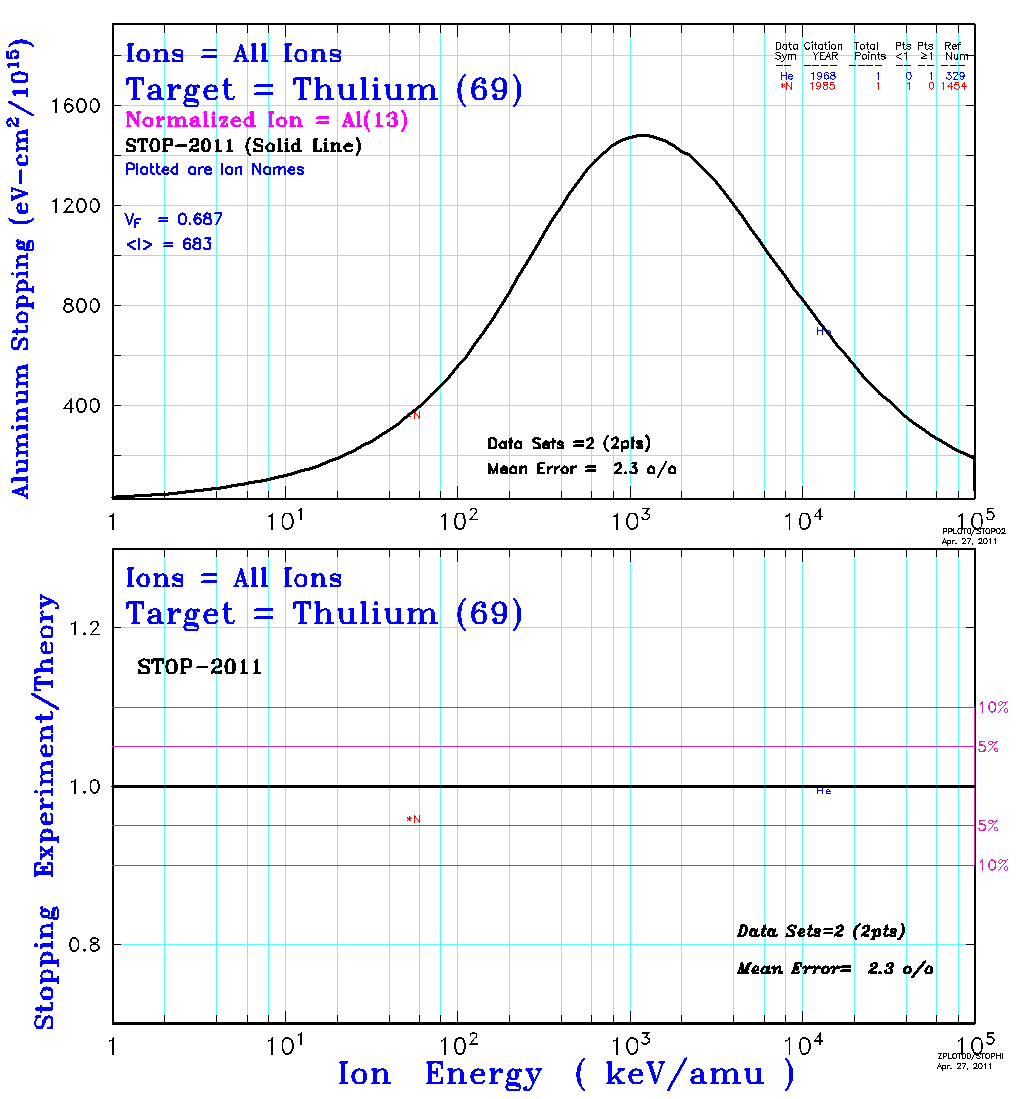 Ions = All Ions
Target = Thulium (69)
Normalized Ion = Al(13)
STOP-2011 (Solid Line)
Plotted are Ion Names
V_F = 0.687
<I> = 683
Data Citation Total Pts Pts Ref
Sym YEAR Points <1 ≥1 Num
He 1968 1 0 1 329
*N 1985 1 1 0 1454
Aluminum Stopping (eV-cm²/10¹⁵)
1600
1200
800
400
He
*N
Data Sets =2 (2pts)
Mean Error = 2.3 o/o
1 10¹ 10² 10³ 10⁴ 10⁵
PPLOT0/STOP02
Apr. 27, 2011
Ions = All Ions
Target = Thulium (69)
STOP-2011
Stopping Experiment/Theory
1.2
1.0
0.8
10%
5%
5%
10%
He
*N
Data Sets=2 (2pts)
Mean Error= 2.3 o/o
1 10¹ 10² 10³ 10⁴ 10⁵
Ion Energy ( keV/amu )
ZPLOT0D/STOPHI
Apr. 27, 2011